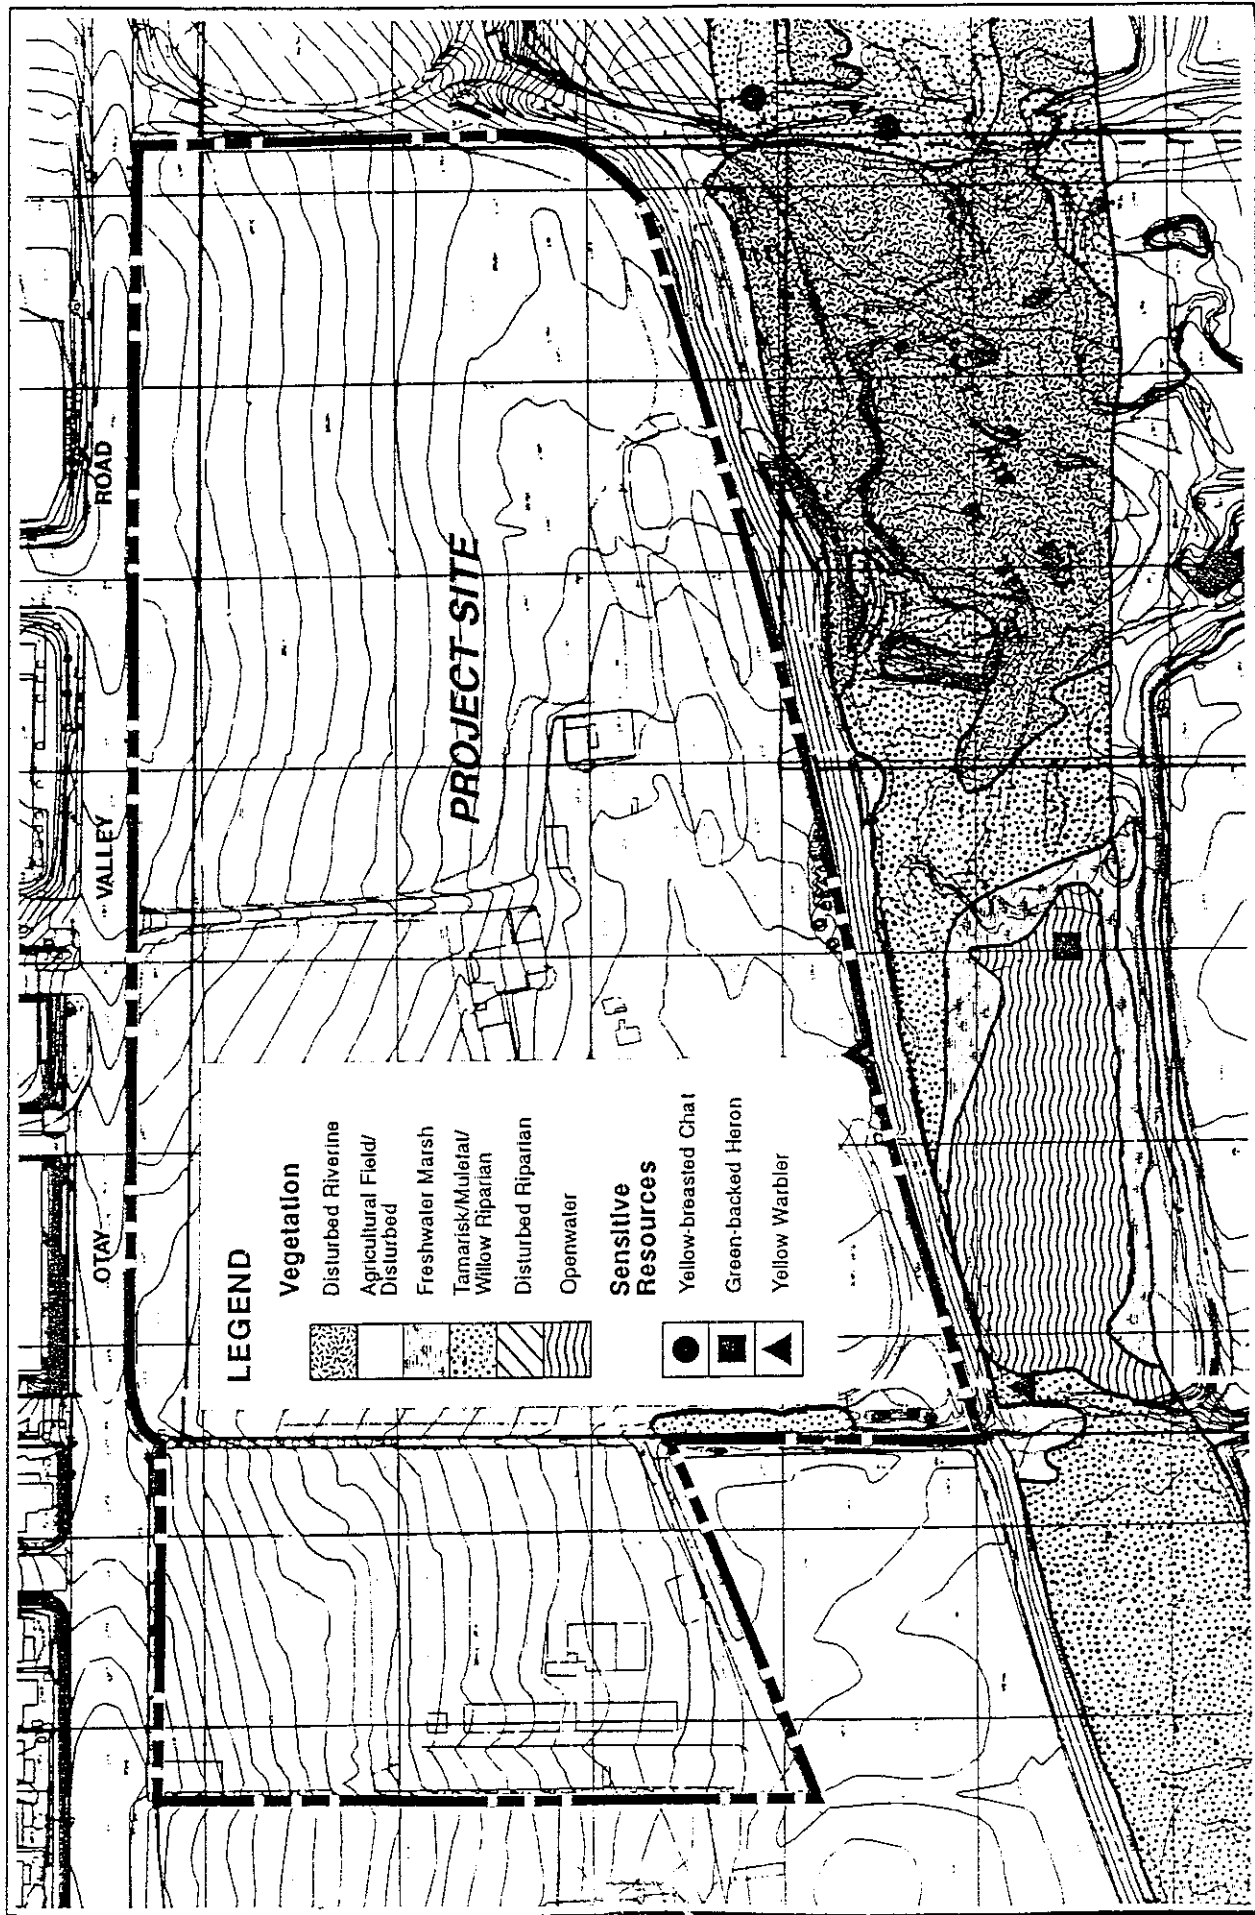 OTAY VALLEY ROAD
PROJECT SITE
LEGEND
Vegetation
Disturbed Riverine
Agricultural Field/
Disturbed
Freshwater Marsh
Tamarisk/Mulefat/
Willow Riparian
Disturbed Riparian
Openwater
Sensitive
Resources
Yellow-breasted Chat
Green-backed Heron
Yellow Warbler